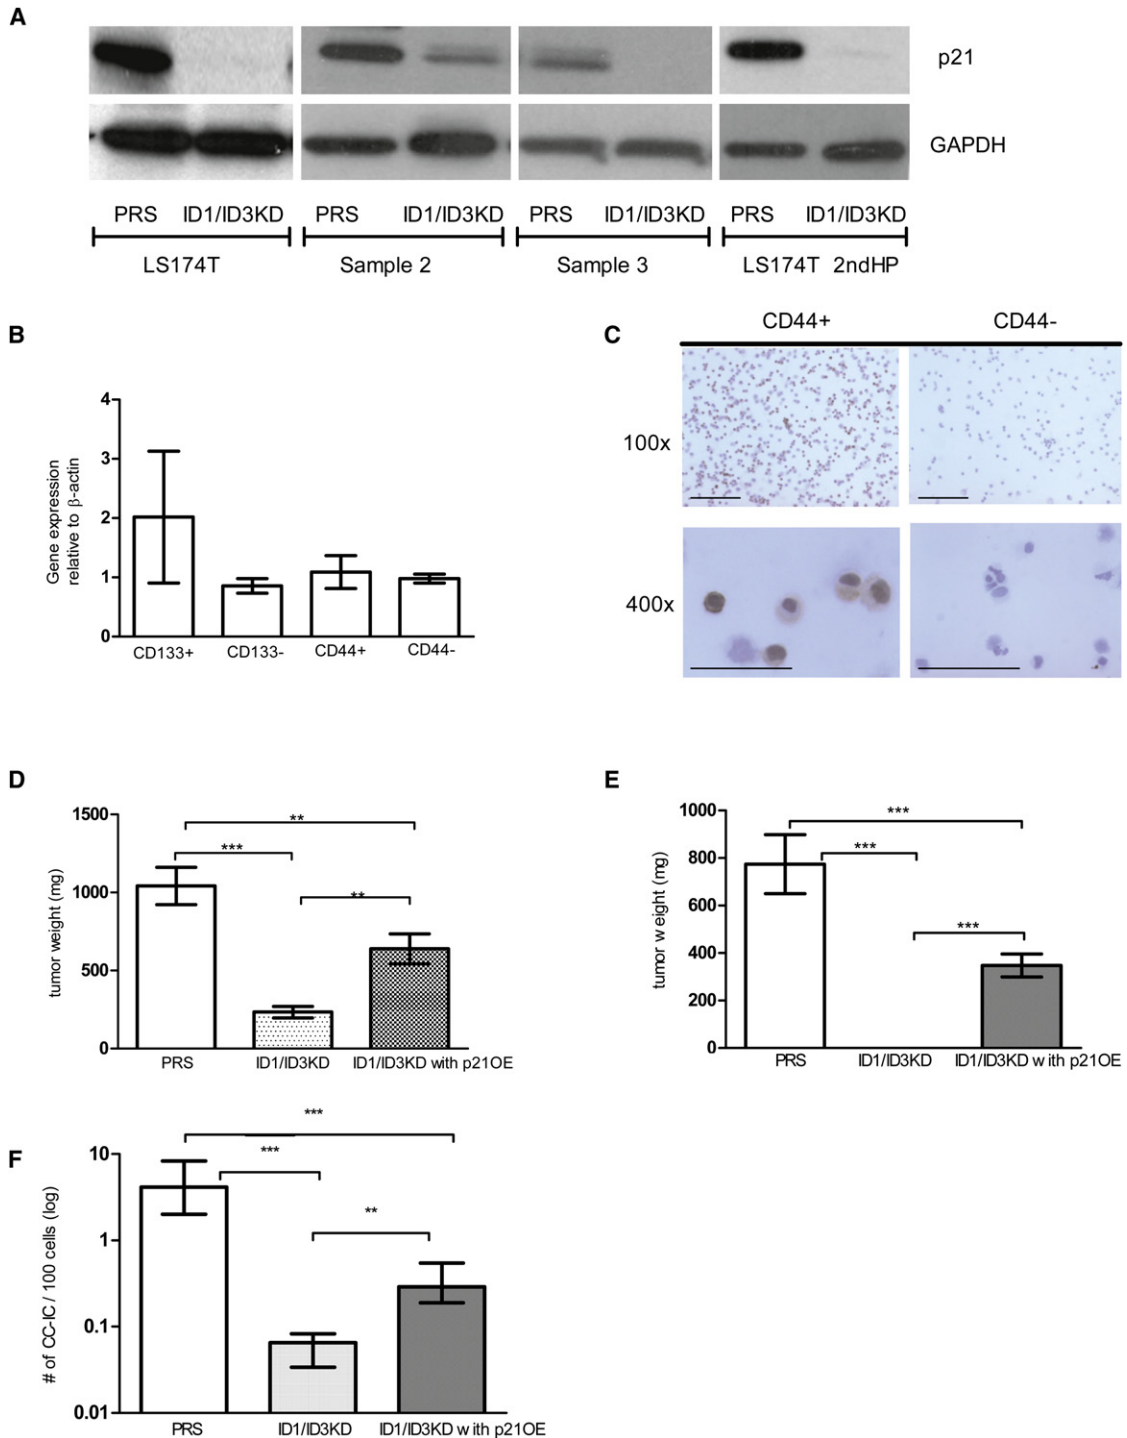 A
p21
GAPDH
PRS ID1/ID3KD PRS ID1/ID3KD PRS ID1/ID3KD PRS ID1/ID3KD
LS174T Sample 2 Sample 3 LS174T 2ndHP
B
Gene expression
relative to β-actin
4
3
2
1
0
CD133+ CD133- CD44+ CD44-
C
CD44+ CD44-
100x
400x
D
tumor weight (mg)
1500
1000
500
0
**
***
**
PRS ID1/ID3KD ID1/ID3KD with p21OE
E
tumor weight (mg)
1000
800
600
400
200
0
***
***
***
PRS ID1/ID3KD ID1/ID3KD with p21OE
F
# of CC-IC / 100 cells (log)
10
1
0.1
0.01
***
***
**
PRS ID1/ID3KD ID1/ID3KD with p21OE